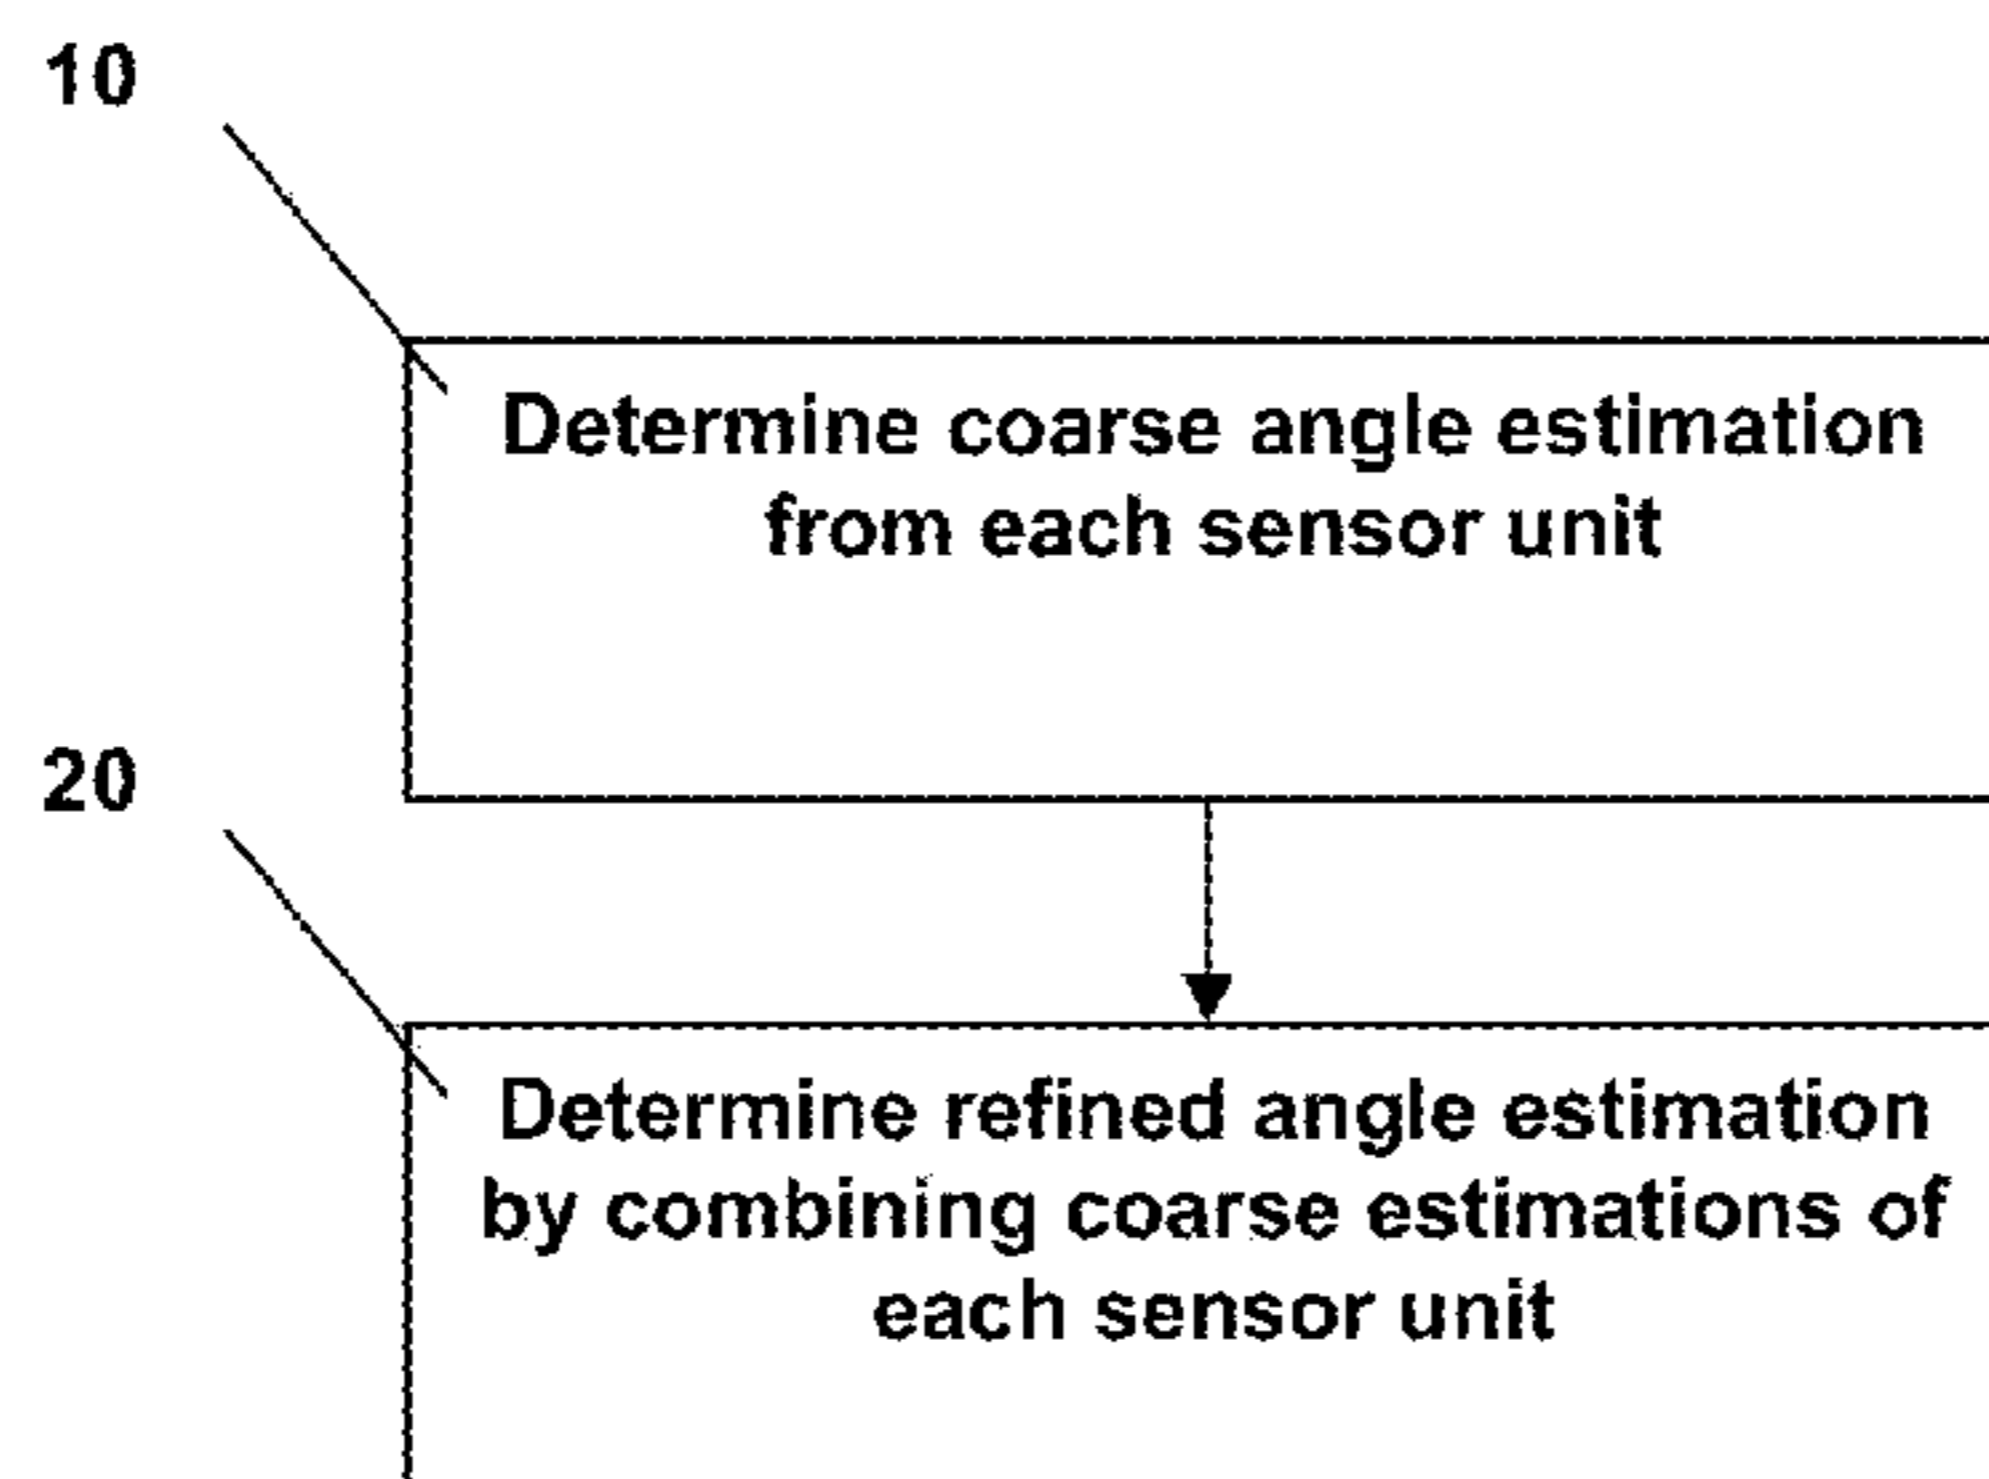 10
Determine coarse angle estimation
from each sensor unit
20
Determine refined angle estimation
by combining coarse estimations of
each sensor unit